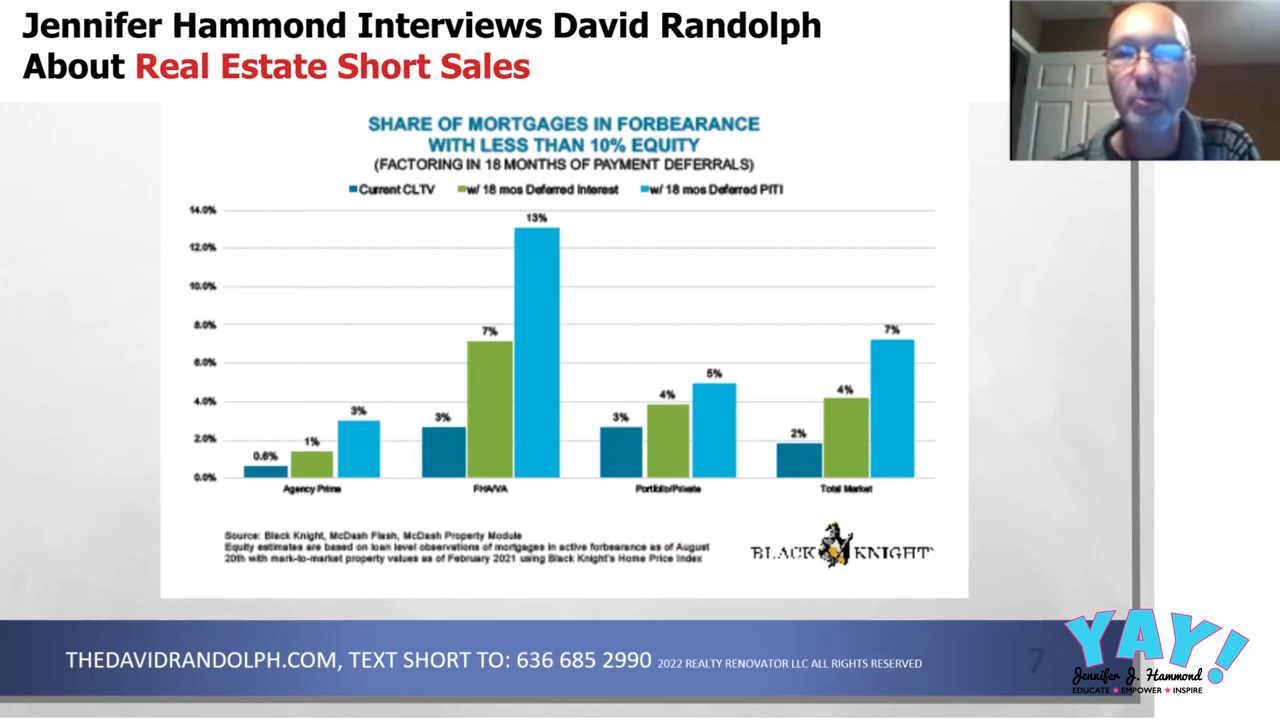 Jennifer Hammond Interviews David Randolph
About Real Estate Short Sales
SHARE OF MORTGAGES IN FORBEARANCE
WITH LESS THAN 10% EQUITY
(FACTORING IN 18 MONTHS OF PAYMENT DEFERRALS)
Current CLTV w/ 18 mos Deferred Interest w/ 18 mos Deferred PITI
14.0%
12.0%
10.0%
8.0%
6.0%
4.0%
2.0%
0.0%
0.6% 1% 3%
3% 7% 13%
3% 4% 5%
2% 4% 7%
Agency Prime FHA/VA Portfolio/Private Total Market
Source: Black Knight, McDash Flash, McDash Property Module
Equity estimates are based on loan level observations of mortgages in active forbearance as of August
20th with mark-to-market property values as of February 2021 using Black Knight's Home Price Index
BLACK KNIGHT
THEDAVIDRANDOLPH.COM, TEXT SHORT TO: 636 685 2990 2022 REALTY RENOVATOR LLC ALL RIGHTS RESERVED
7
YAY!
Jennifer J. Hammond
EDUCATE ★ EMPOWER ★ INSPIRE